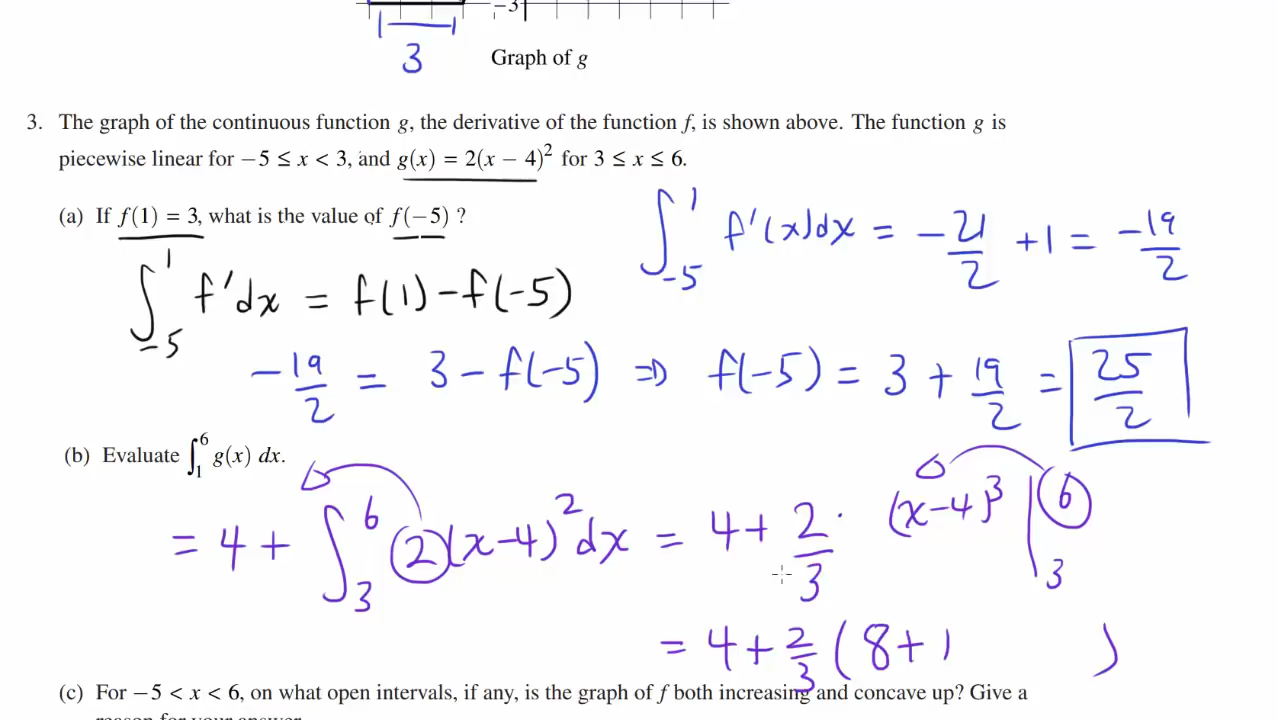 −3
3
Graph of g
3. The graph of the continuous function g, the derivative of the function f, is shown above. The function g is
piecewise linear for −5 ≤ x < 3, and g(x) = 2(x − 4)² for 3 ≤ x ≤ 6.
(a) If f(1) = 3, what is the value of f(−5) ?
∫₋₅¹ f′(x)dx = −21/2 + 1 = −19/2
∫₋₅¹ f′dx = f(1) − f(−5)
−19/2 = 3 − f(−5) ⇒ f(−5) = 3 + 19/2 = 25/2
(b) Evaluate ∫₁⁶ g(x) dx.
= 4 + ∫₃⁶ 2(x−4)² dx = 4 + 2/3 · (x−4)³ |₃⁶
= 4 + 2/3 ( 8 + 1 )
(c) For −5 < x < 6, on what open intervals, if any, is the graph of f both increasing and concave up? Give a
reason for your answer.